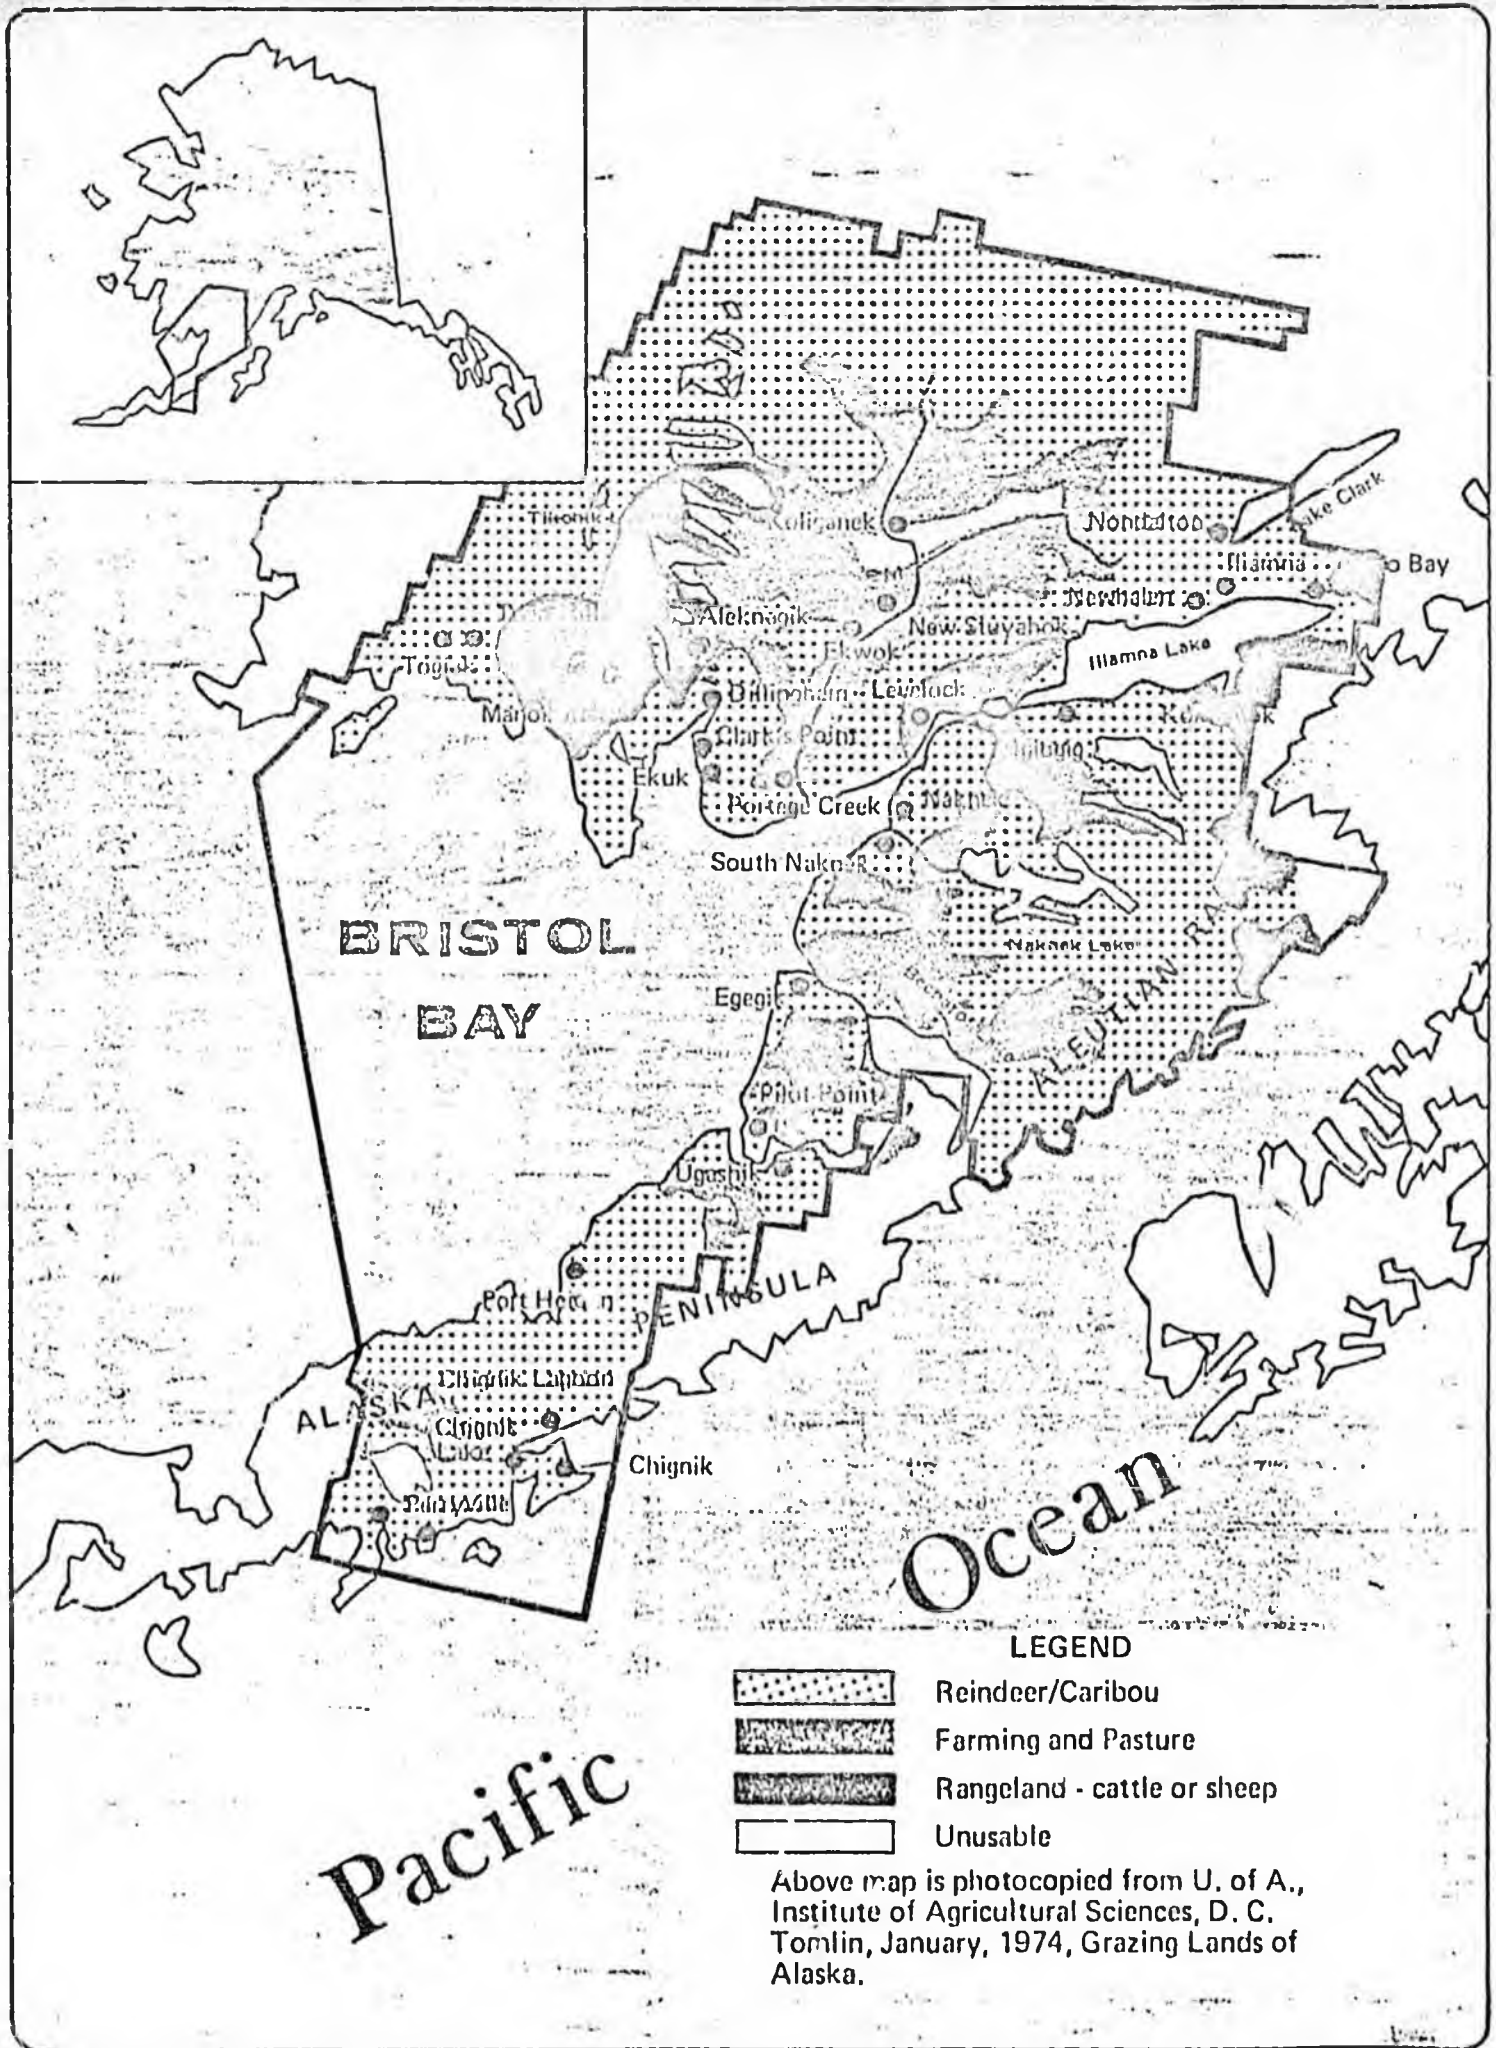 Koliganek
Nondalton
Lake Clark
Iliamna
o Bay
Newhalen
Aleknagik
New Stuyahok
Ekwok
Iliamna Lake
Togiak
Dillingham
Levelock
Clark's Point
Ekuk
Portage Creek
South Naknek
BRISTOL
BAY
Naknek Lake
Egegik
ALEUTIAN RA
Pilot Point
Ugashik
PENINSULA
Port Heiden
Chignik Lagoon
ALASKA
Chignik
Lake
Chignik
Ocean
Pacific
LEGEND
Reindeer/Caribou
Farming and Pasture
Rangeland - cattle or sheep
Unusable
Above map is photocopied from U. of A.,
Institute of Agricultural Sciences, D. C.
Tomlin, January, 1974, Grazing Lands of
Alaska.